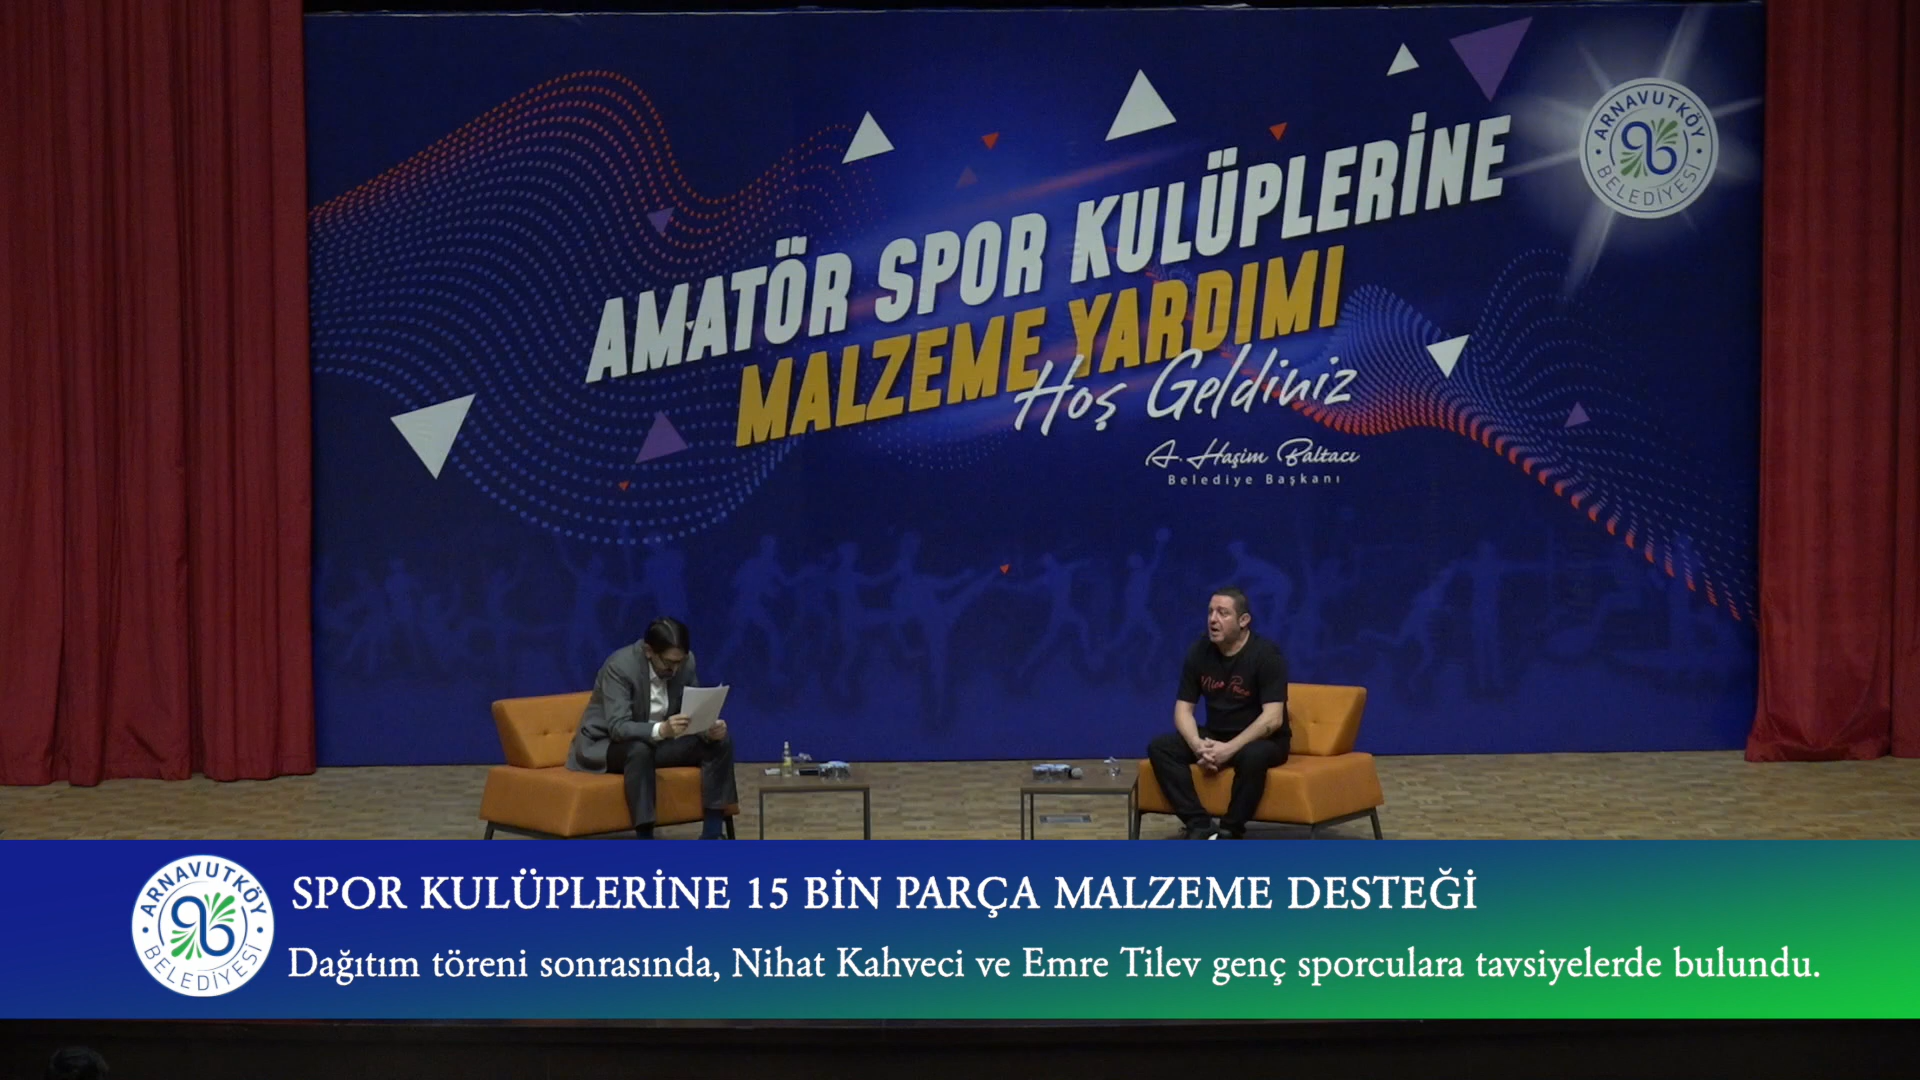 ARNAVUTKÖY
BELEDİYESİ
AMATÖR SPOR KULÜPLERİNE
MALZEME YARDIMI
Hoş Geldiniz
A. Haşim Baltacı
Belediye Başkanı
ARNAVUTKÖY
BELEDİYESİ
SPOR KULÜPLERİNE 15 BİN PARÇA MALZEME DESTEĞİ
Dağıtım töreni sonrasında, Nihat Kahveci ve Emre Tilev genç sporculara tavsiyelerde bulundu.